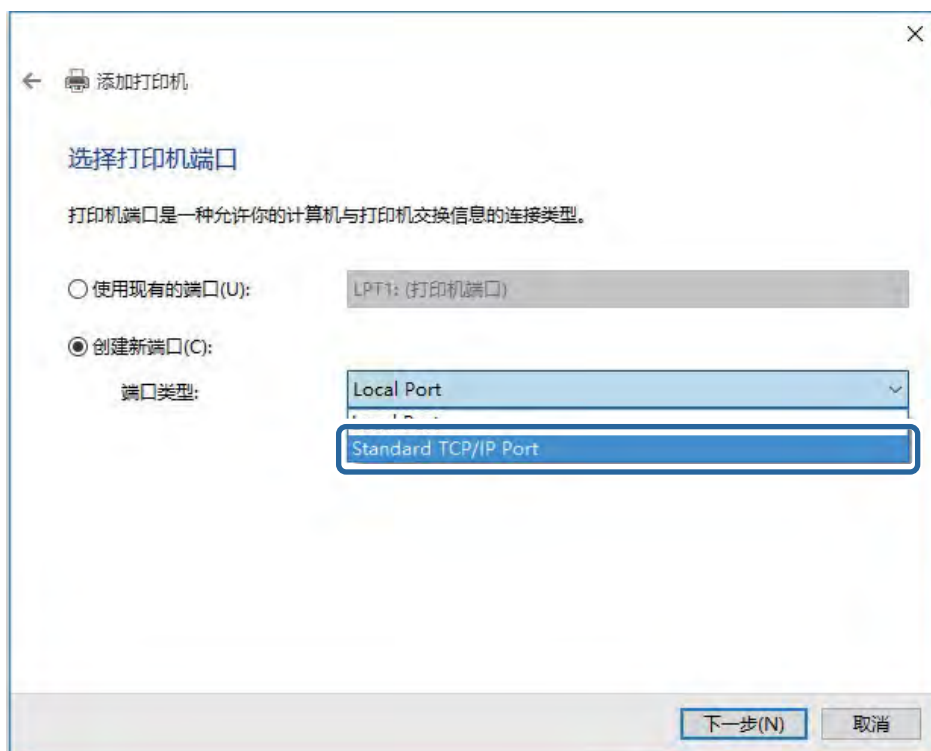 添加打印机
选择打印机端口
打印机端口是一种允许你的计算机与打印机交换信息的连接类型。
使用现有的端口(U): LPT1: (打印机端口)
创建新端口(C):
端口类型: Local Port
Standard TCP/IP Port
下一步(N) 取消